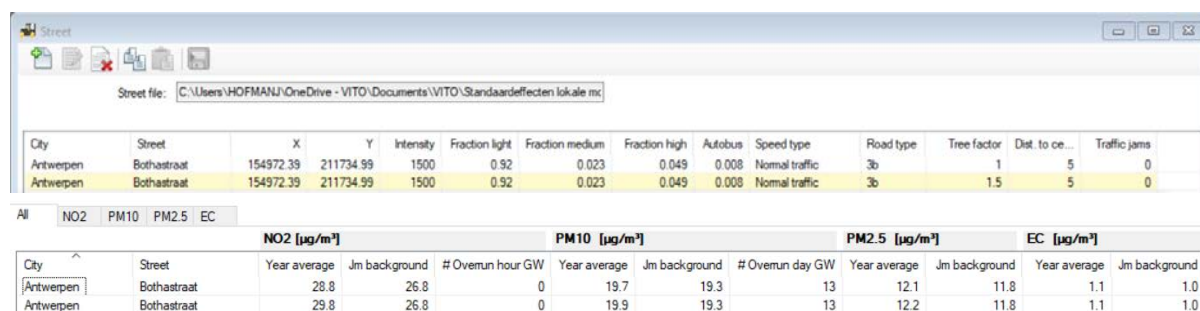 Street
Street file: C:\Users\HOFMANJ\OneDrive - VITO\Documents\VITO\Standaardeffecten lokale mc
City Street X Y Intensity Fraction light Fraction medium Fraction high Autobus Speed type Road type Tree factor Dist. to ce... Traffic jams
Antwerpen Bothastraat 154972.39 211734.99 1500 0.92 0.023 0.049 0.008 Normal traffic 3b 1 5 0
Antwerpen Bothastraat 154972.39 211734.99 1500 0.92 0.023 0.049 0.008 Normal traffic 3b 1.5 5 0
All NO2 PM10 PM2.5 EC
NO2 [µg/m³] PM10 [µg/m³] PM2.5 [µg/m³] EC [µg/m³]
City Street Year average Jm background # Overrun hour GW Year average Jm background # Overrun day GW Year average Jm background Year average Jm background
Antwerpen Bothastraat 28.8 26.8 0 19.7 19.3 13 12.1 11.8 1.1 1.0
Antwerpen Bothastraat 29.8 26.8 0 19.9 19.3 13 12.2 11.8 1.1 1.0